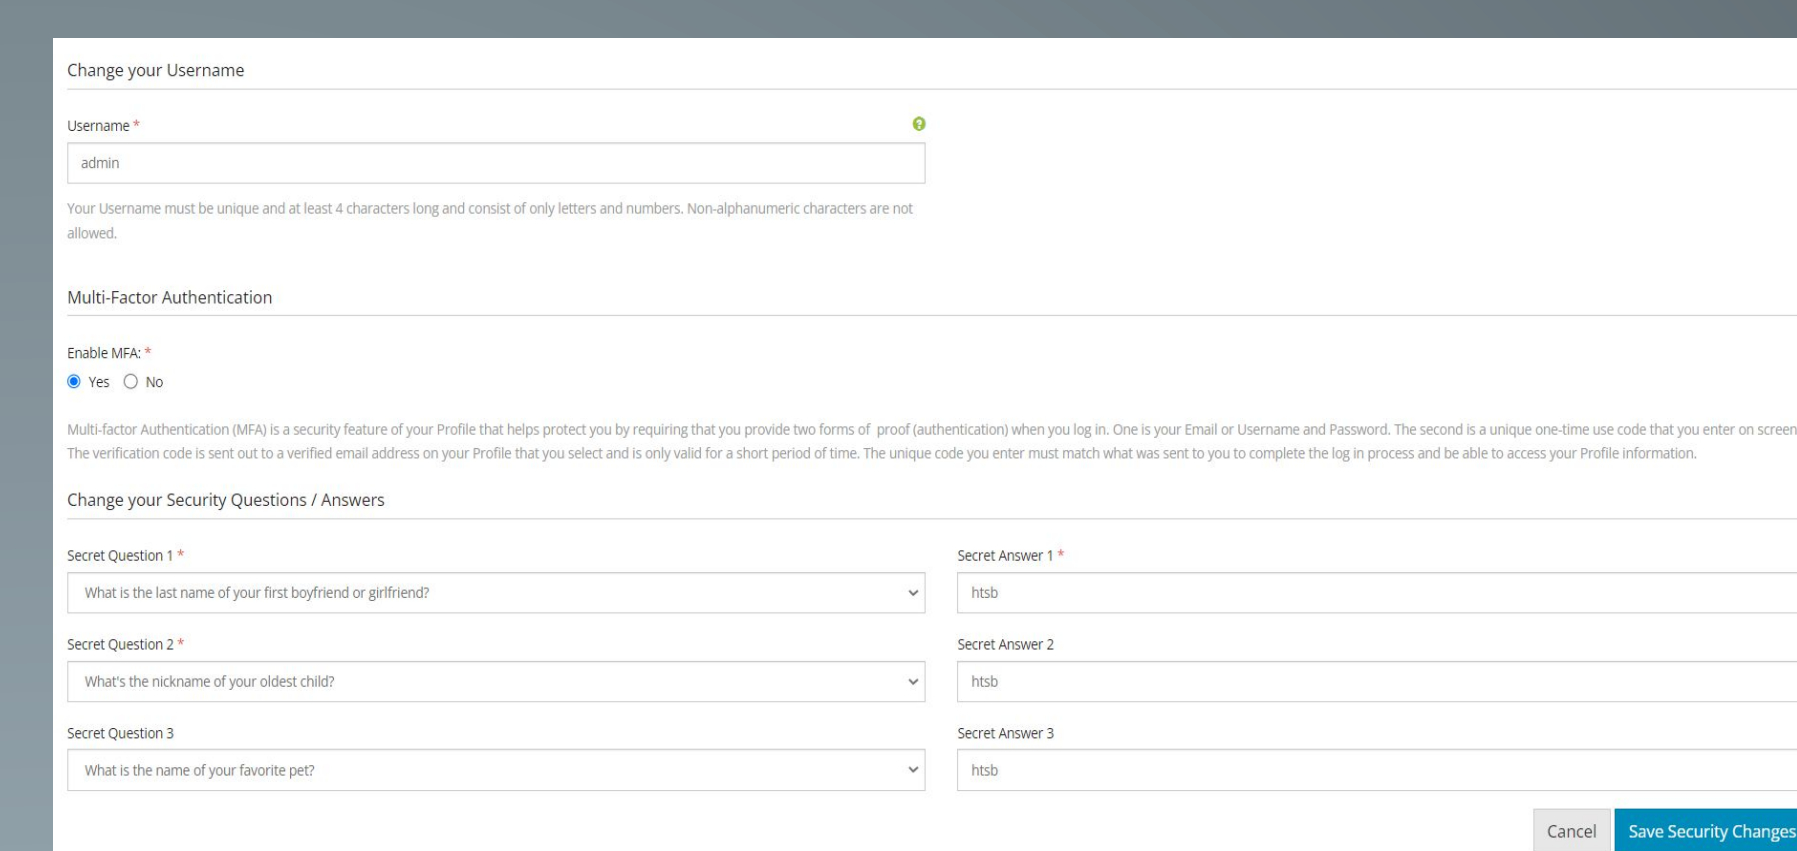 Change your Username
Username *
admin
Your Username must be unique and at least 4 characters long and consist of only letters and numbers. Non-alphanumeric characters are not
allowed.
Multi-Factor Authentication
Enable MFA: *
Yes No
Multi-factor Authentication (MFA) is a security feature of your Profile that helps protect you by requiring that you provide two forms of proof (authentication) when you log in. One is your Email or Username and Password. The second is a unique one-time use code that you enter on screen
The verification code is sent out to a verified email address on your Profile that you select and is only valid for a short period of time. The unique code you enter must match what was sent to you to complete the log in process and be able to access your Profile information.
Change your Security Questions / Answers
Secret Question 1 * Secret Answer 1 *
What is the last name of your first boyfriend or girlfriend? htsb
Secret Question 2 * Secret Answer 2
What's the nickname of your oldest child? htsb
Secret Question 3 Secret Answer 3
What is the name of your favorite pet? htsb
Cancel Save Security Changes